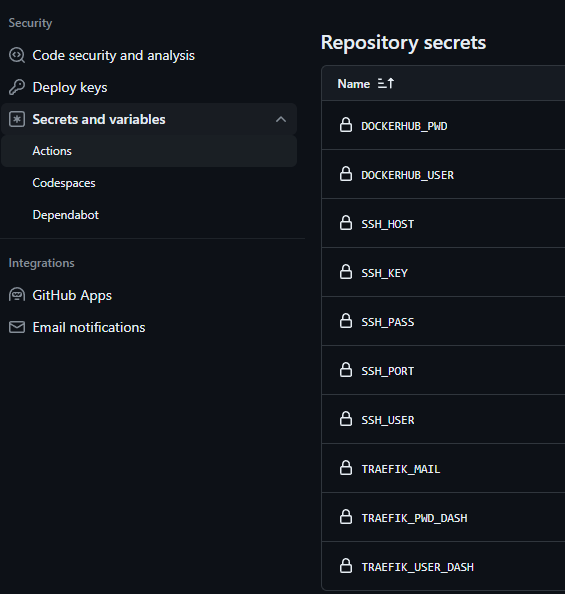 Security
Code security and analysis
Deploy keys
Secrets and variables
Actions
Codespaces
Dependabot
Integrations
GitHub Apps
Email notifications
Repository secrets
Name
DOCKERHUB_PWD
DOCKERHUB_USER
SSH_HOST
SSH_KEY
SSH_PASS
SSH_PORT
SSH_USER
TRAEFIK_MAIL
TRAEFIK_PWD_DASH
TRAEFIK_USER_DASH